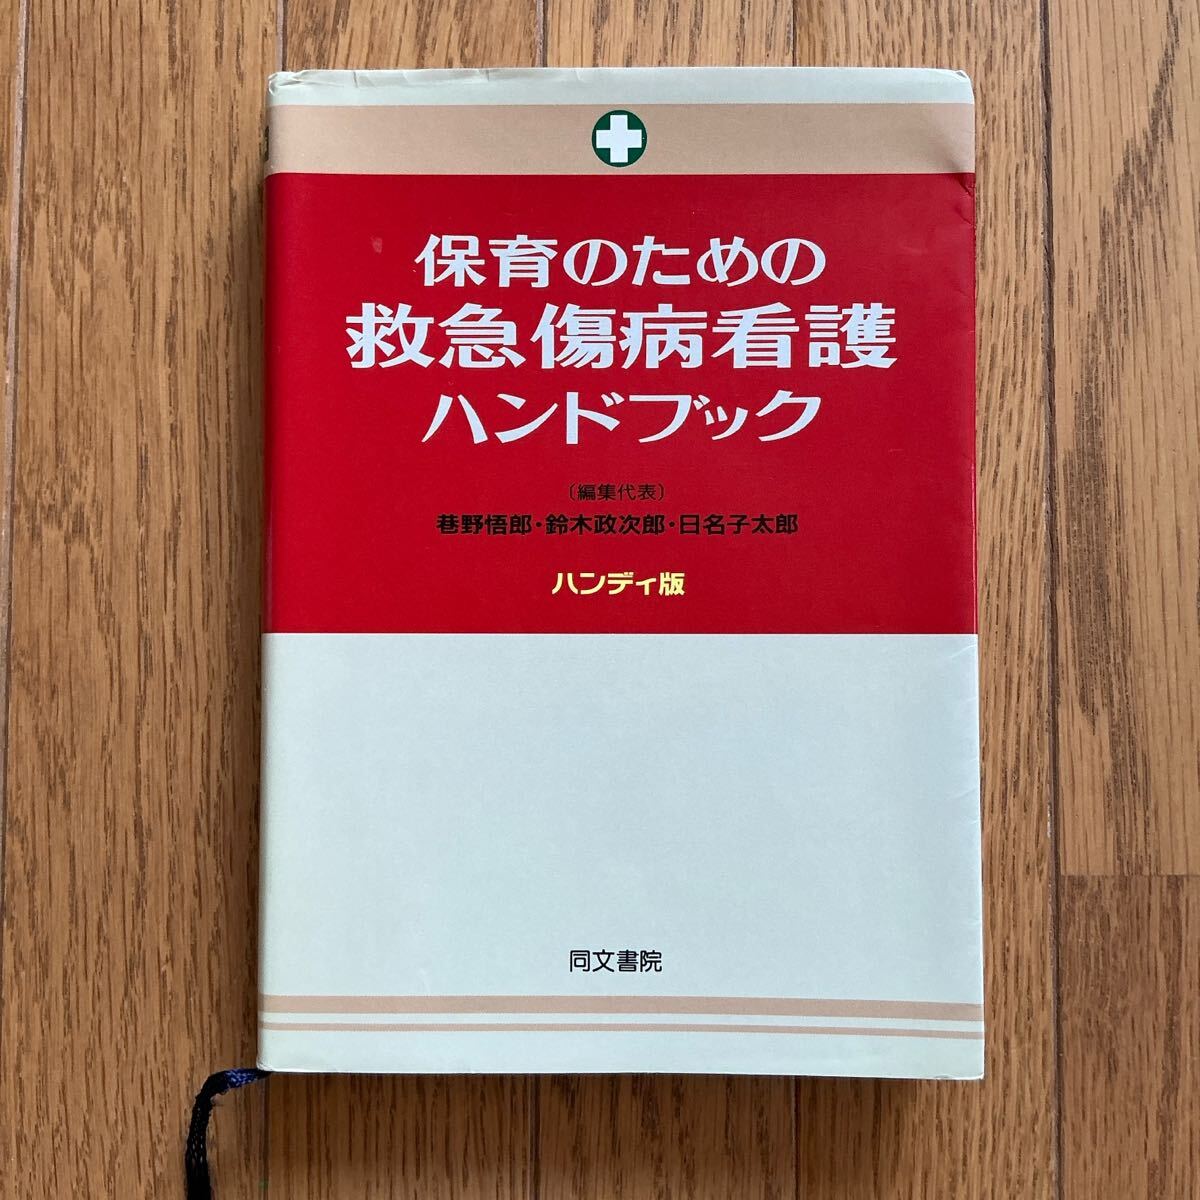 保育のための
救急傷病看護
ハンドブック
〔編集代表〕
巷野悟郎・鈴木政次郎・日名子太郎
ハンディ版
同文書院